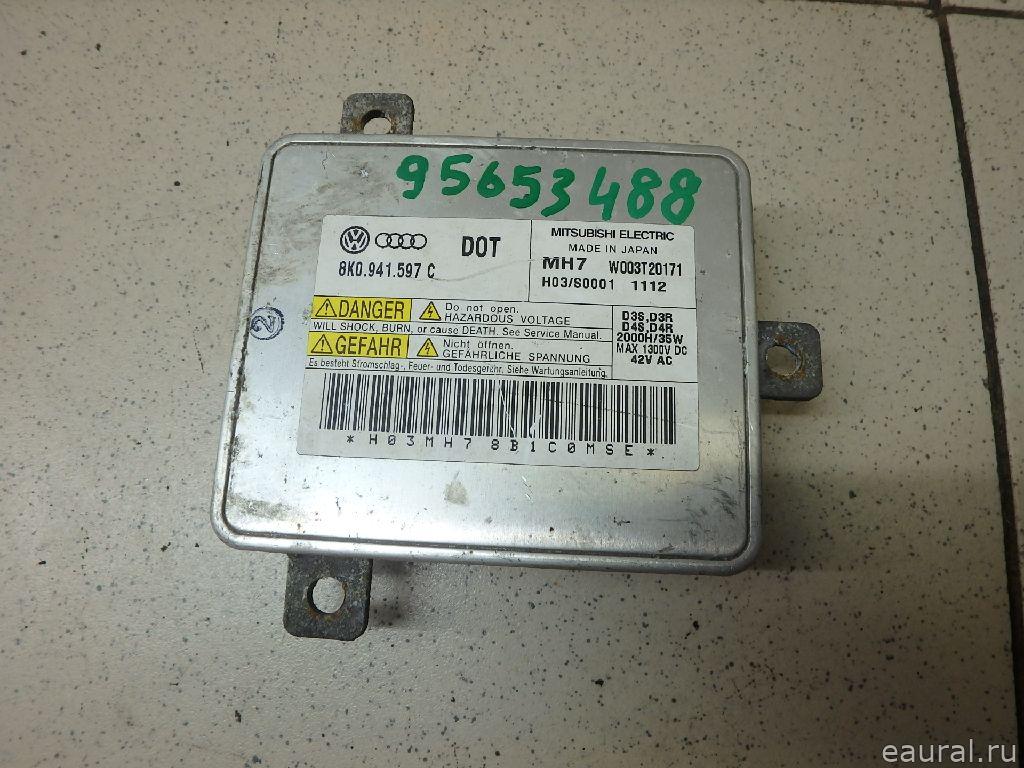 95653488
DOT
8K0.941.597 C
MITSUBISHI ELECTRIC
MADE IN JAPAN
MH7 W003T20171
H03/S0001 1112
DANGER
Do not open.
HAZARDOUS VOLTAGE
WILL SHOCK, BURN, or cause DEATH. See Service Manual.
GEFAHR
Nicht öffnen.
GEFÄHRLICHE SPANNUNG
Es besteht Stromschlag-, Feuer- und Todesgefahr. Siehe Wartungsanleitung.
D3S,D3R
D4S,D4R
2000H/35W
MAX 1300V DC
42V AC
*H03MH78B1C0MSE*
2
eaural.ru